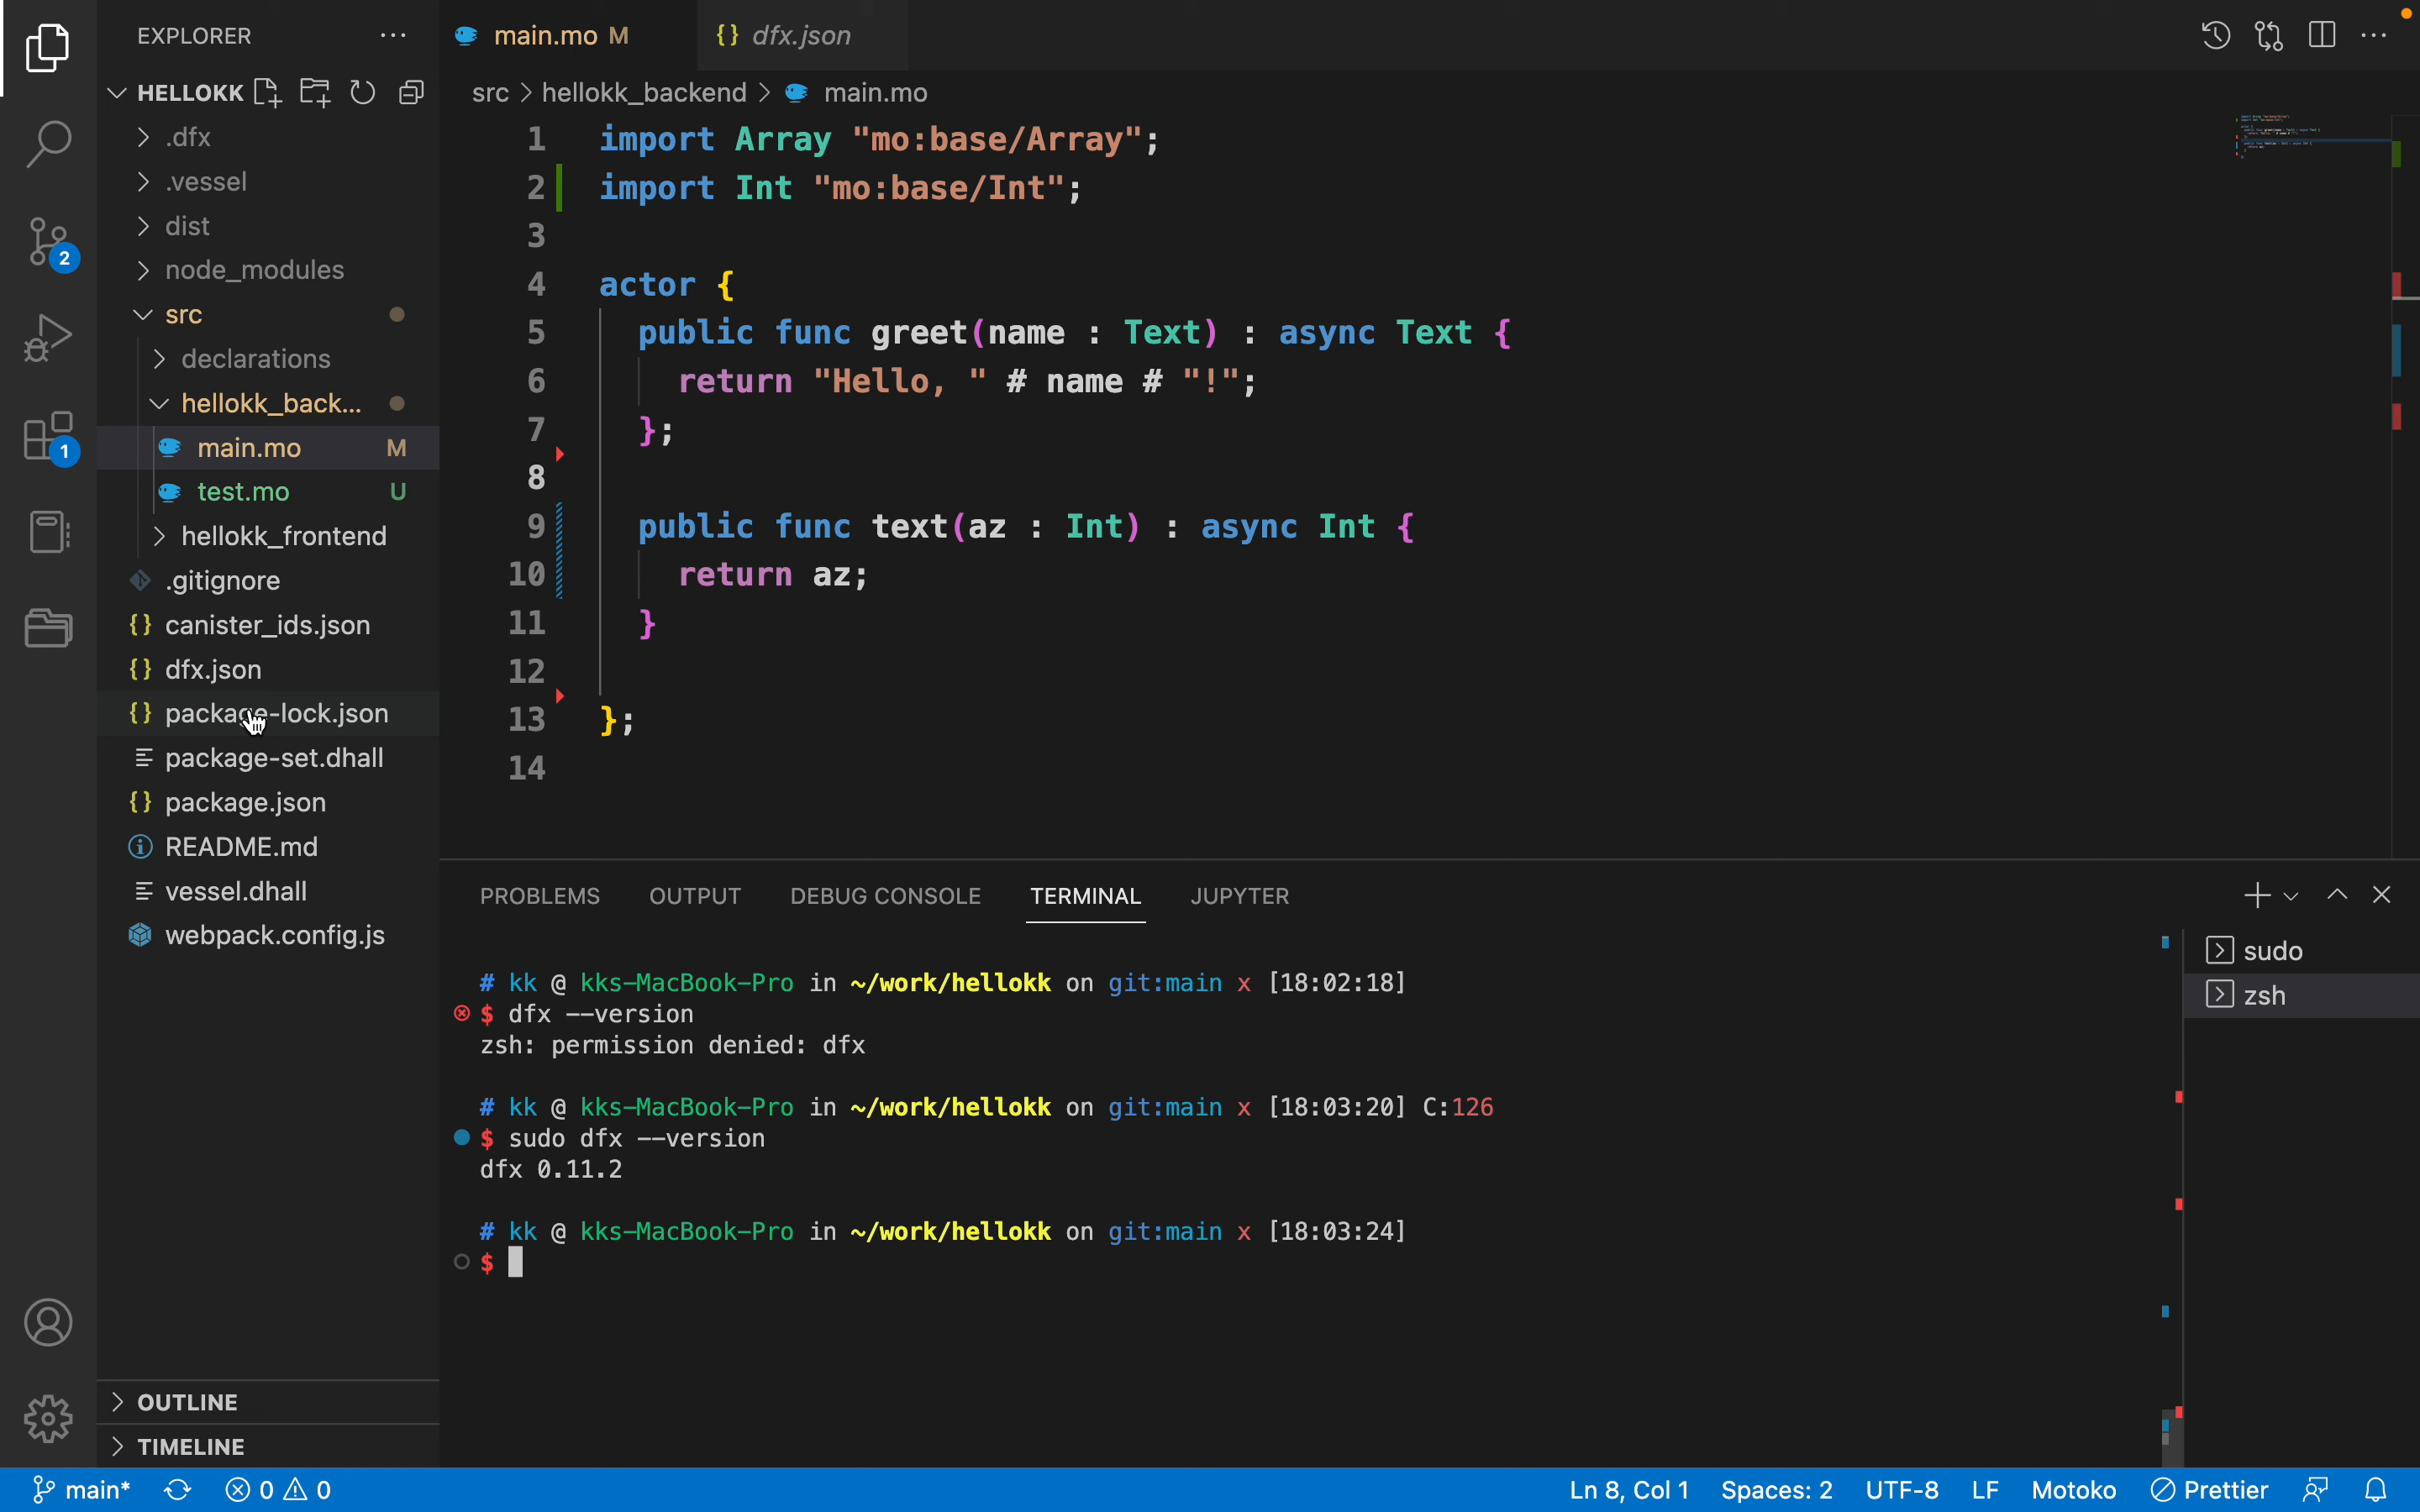 EXPLORER
HELLOKK
.dfx
.vessel
dist
node_modules
src
declarations
hellokk_back...
main.mo M
test.mo U
hellokk_frontend
.gitignore
canister_ids.json
dfx.json
package-lock.json
package-set.dhall
package.json
README.md
vessel.dhall
webpack.config.js
OUTLINE
TIMELINE
2
1
main.mo M
dfx.json
src > hellokk_backend > main.mo
1 import Array "mo:base/Array";
2 import Int "mo:base/Int";
3
4 actor {
5 public func greet(name : Text) : async Text {
6 return "Hello, " # name # "!";
7 };
8
9 public func text(az : Int) : async Int {
10 return az;
11 }
12
13 };
14
PROBLEMS OUTPUT DEBUG CONSOLE TERMINAL JUPYTER
# kk @ kks-MacBook-Pro in ~/work/hellokk on git:main x [18:02:18]
$ dfx --version
zsh: permission denied: dfx
# kk @ kks-MacBook-Pro in ~/work/hellokk on git:main x [18:03:20] C:126
$ sudo dfx --version
dfx 0.11.2
# kk @ kks-MacBook-Pro in ~/work/hellokk on git:main x [18:03:24]
$
sudo
zsh
main* 0 0 Ln 8, Col 1 Spaces: 2 UTF-8 LF Motoko Prettier